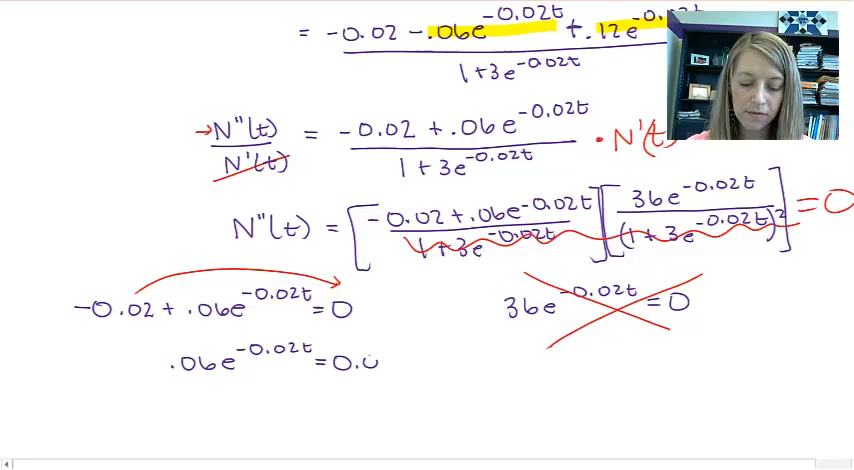 = -0.02 - .06e^-0.02t + .12e^-0.02t
1+3e^-0.02t
→ N"(t) = -0.02 + .06e^-0.02t
N'(t) 1+3e^-0.02t • N'(t)
N"(t) = [-0.02 + .06e^-0.02t / 1+3e^-0.02t][36e^-0.02t / (1+3e^-0.02t)^2] = 0
-0.02 + .06e^-0.02t = 0 36e^-0.02t = 0
.06e^-0.02t = 0.0